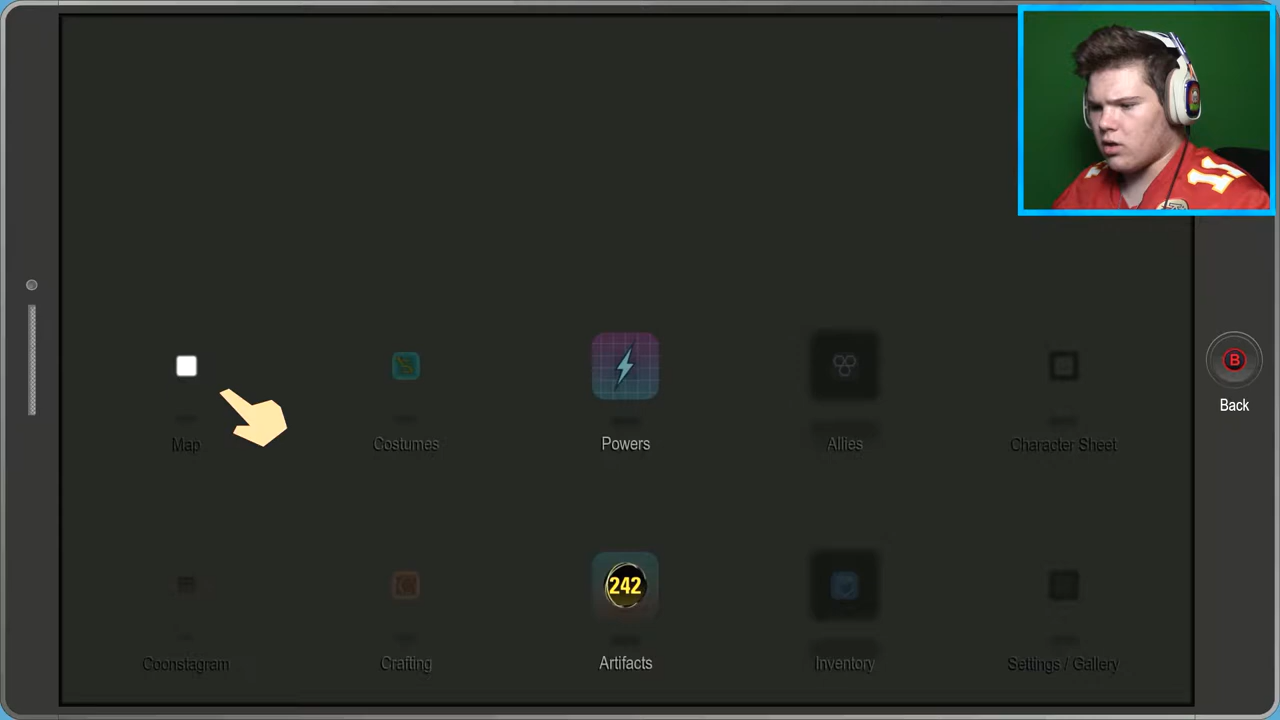 B
Back
Map
Costumes
Powers
Allies
Character Sheet
242
Coonstagram
Crafting
Artifacts
Inventory
Settings / Gallery